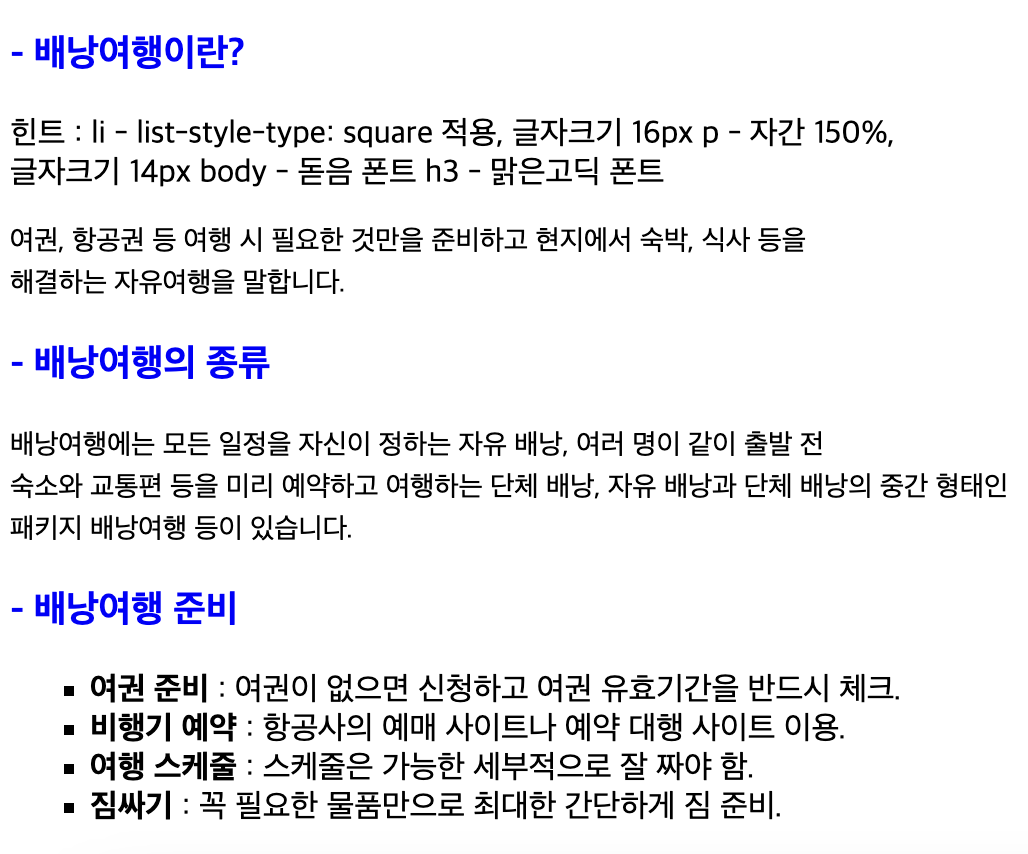 - 배낭여행이란?
힌트 : li - list-style-type: square 적용, 글자크기 16px p - 자간 150%,
글자크기 14px body - 돋음 폰트 h3 - 맑은고딕 폰트
여권, 항공권 등 여행 시 필요한 것만을 준비하고 현지에서 숙박, 식사 등을
해결하는 자유여행을 말합니다.
- 배낭여행의 종류
배낭여행에는 모든 일정을 자신이 정하는 자유 배낭, 여러 명이 같이 출발 전
숙소와 교통편 등을 미리 예약하고 여행하는 단체 배낭, 자유 배낭과 단체 배낭의 중간 형태인
패키지 배낭여행 등이 있습니다.
- 배낭여행 준비
▪ 여권 준비 : 여권이 없으면 신청하고 여권 유효기간을 반드시 체크.
▪ 비행기 예약 : 항공사의 예매 사이트나 예약 대행 사이트 이용.
▪ 여행 스케줄 : 스케줄은 가능한 세부적으로 잘 짜야 함.
▪ 짐싸기 : 꼭 필요한 물품만으로 최대한 간단하게 짐 준비.